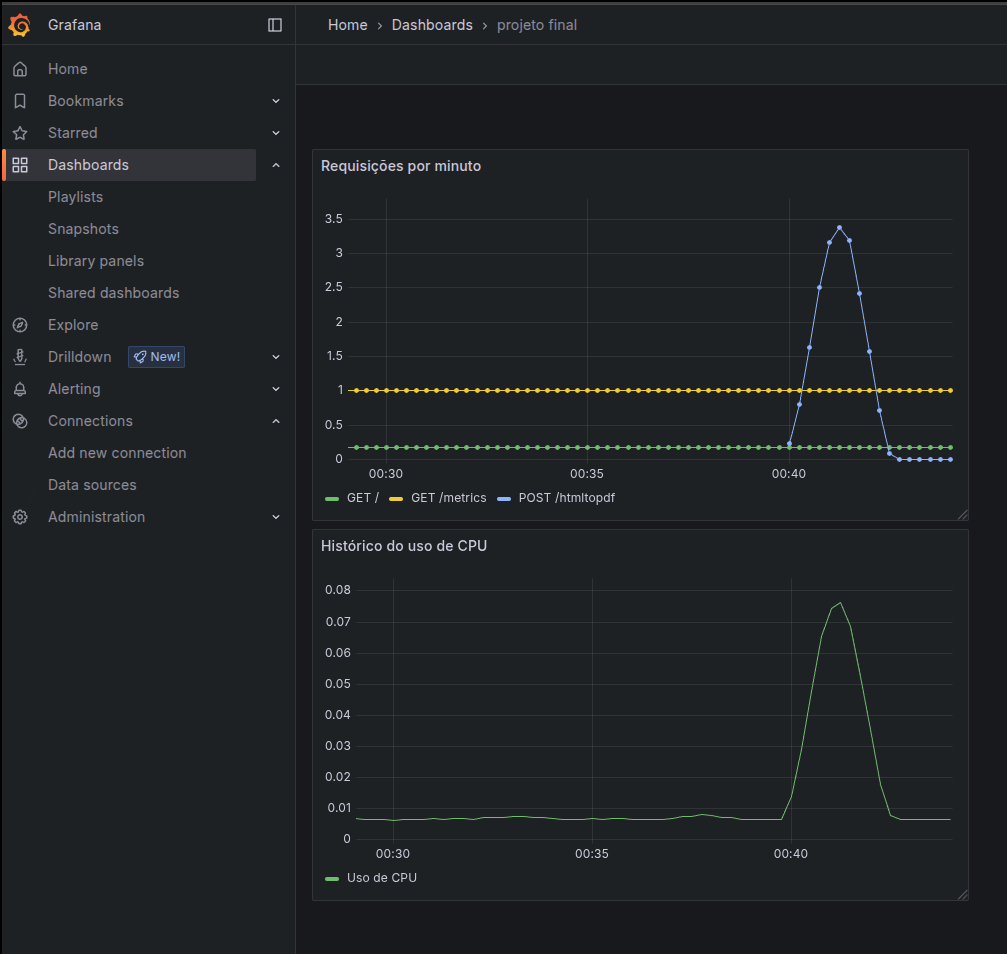 Grafana
Home › Dashboards › projeto final
Home
Bookmarks
Starred
Dashboards
Playlists
Snapshots
Library panels
Shared dashboards
Explore
Drilldown New!
Alerting
Connections
Add new connection
Data sources
Administration
Requisições por minuto
3.5
3
2.5
2
1.5
1
0.5
0
00:30 00:35 00:40
GET / GET /metrics POST /htmltopdf
Histórico do uso de CPU
0.08
0.07
0.06
0.05
0.04
0.03
0.02
0.01
0
00:30 00:35 00:40
Uso de CPU